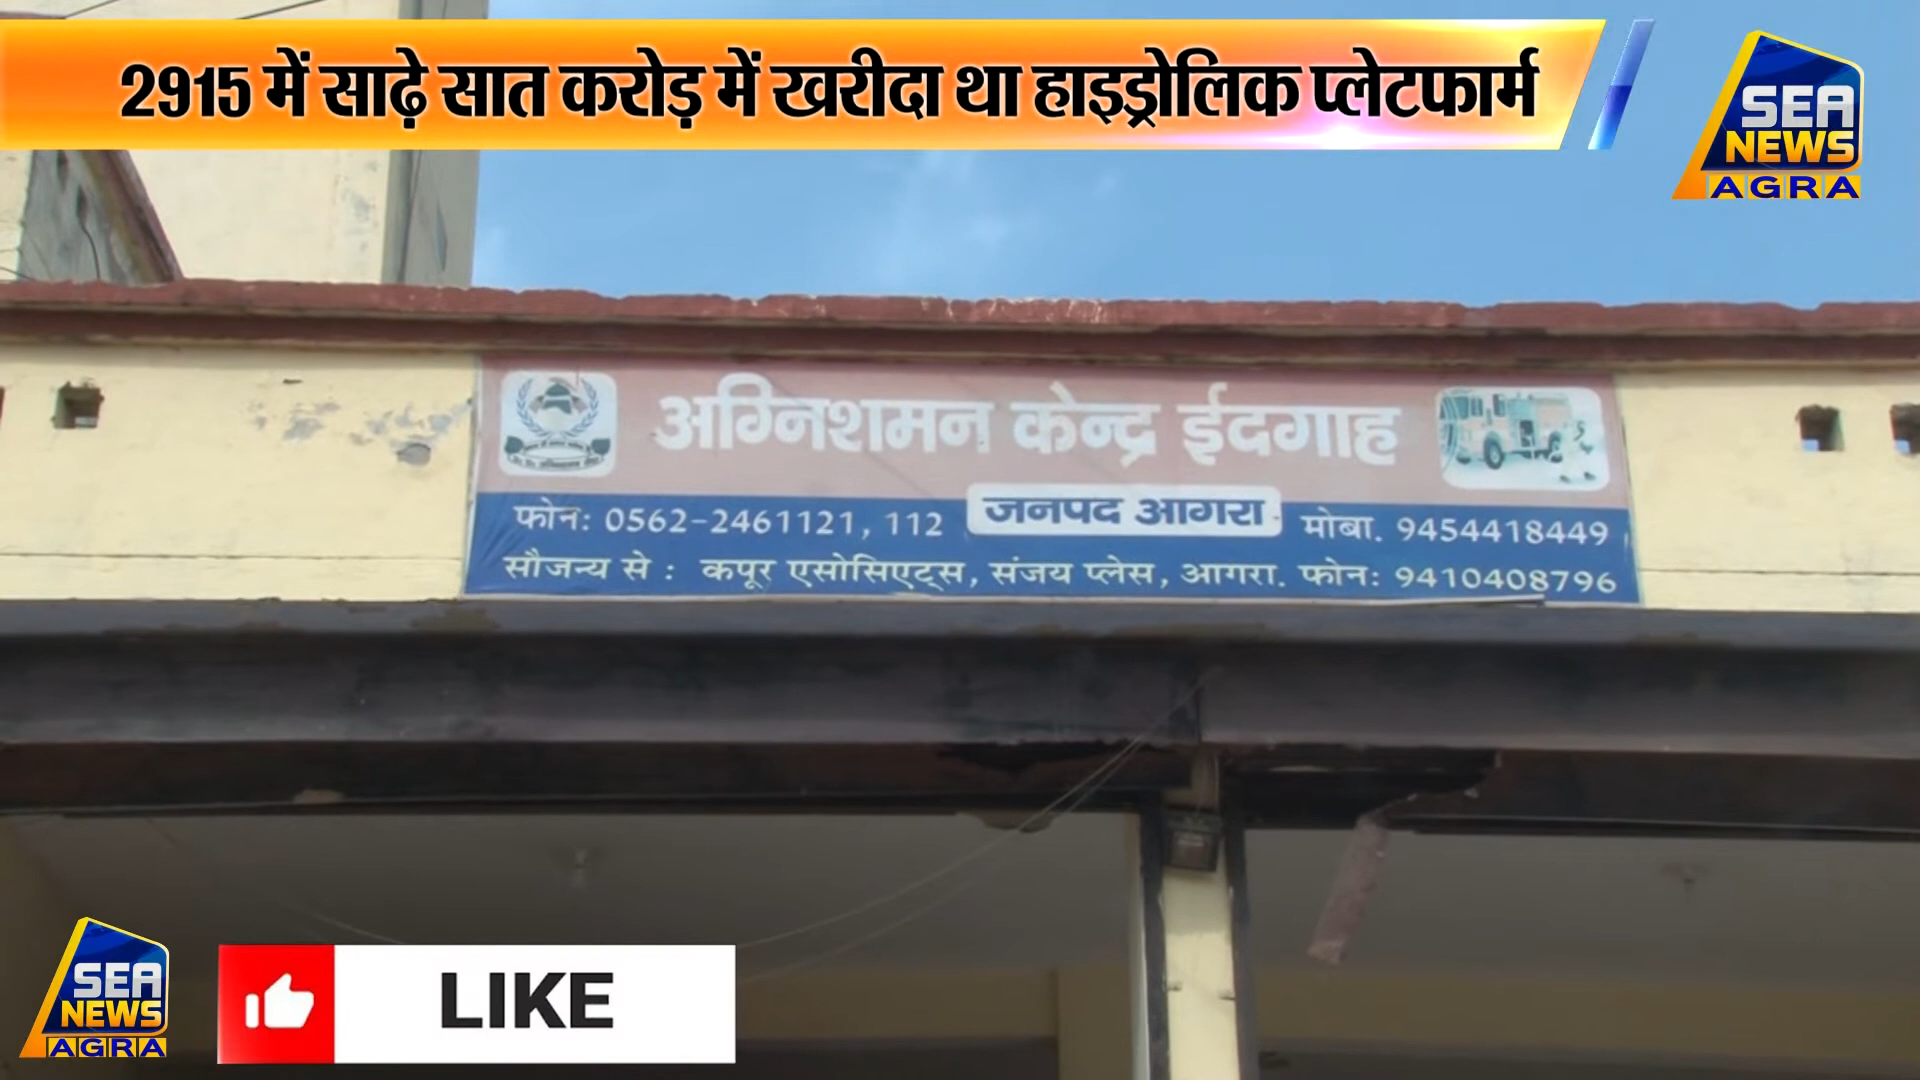 2915 में साढ़े सात करोड़ में खरीदा था हाइड्रोलिक प्लेटफार्म
SEA
NEWS
AGRA
अग्निशमन केन्द्र ईदगाह
जनपद आगरा
फोन: 0562-2461121, 112
मोबा. 9454418449
सौजन्य से : कपूर एसोसिएट्स, संजय प्लेस, आगरा. फोन: 9410408796
SEA
NEWS
AGRA
LIKE